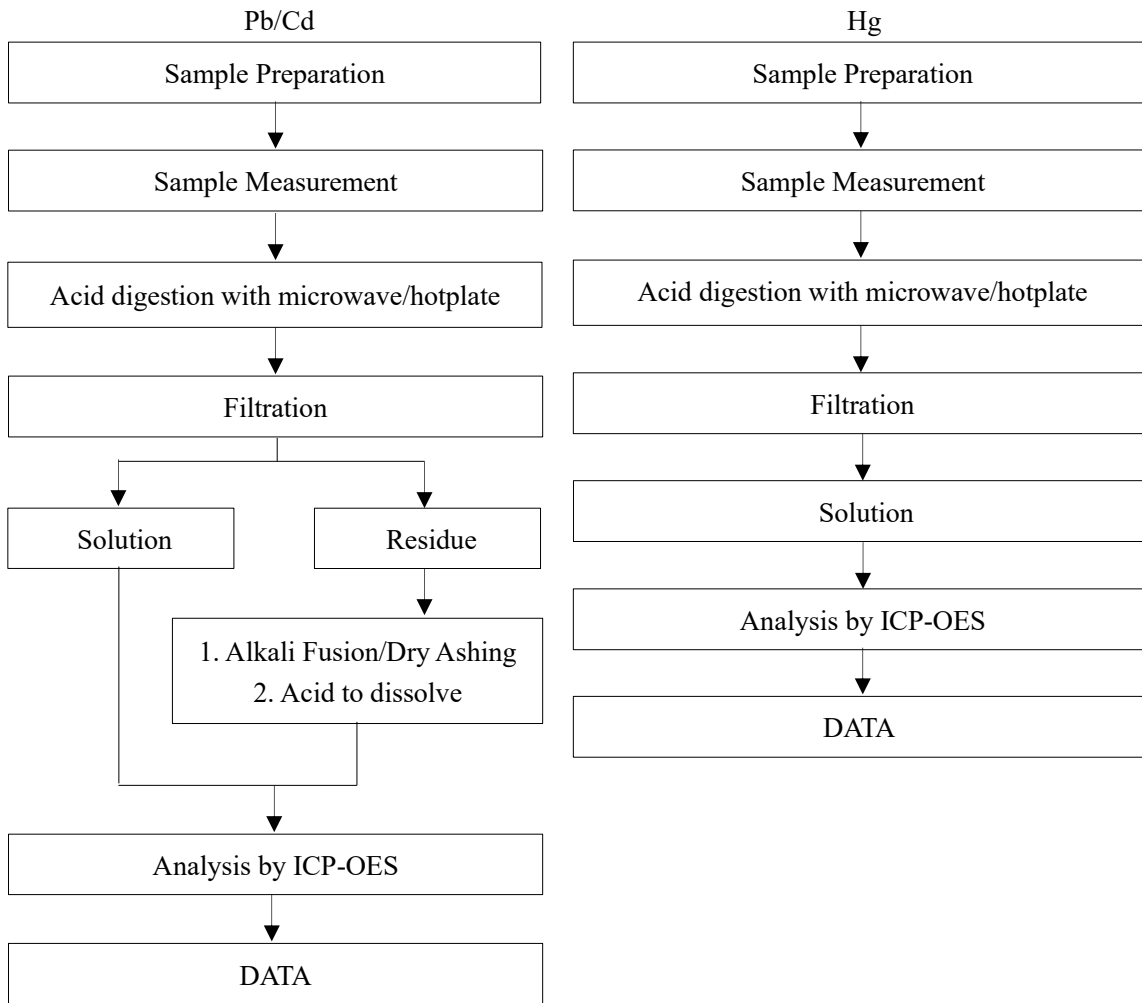 Pb/Cd
Sample Preparation
Sample Measurement
Acid digestion with microwave/hotplate
Filtration
Solution
Residue
1. Alkali Fusion/Dry Ashing
2. Acid to dissolve
Analysis by ICP-OES
DATA
Hg
Sample Preparation
Sample Measurement
Acid digestion with microwave/hotplate
Filtration
Solution
Analysis by ICP-OES
DATA